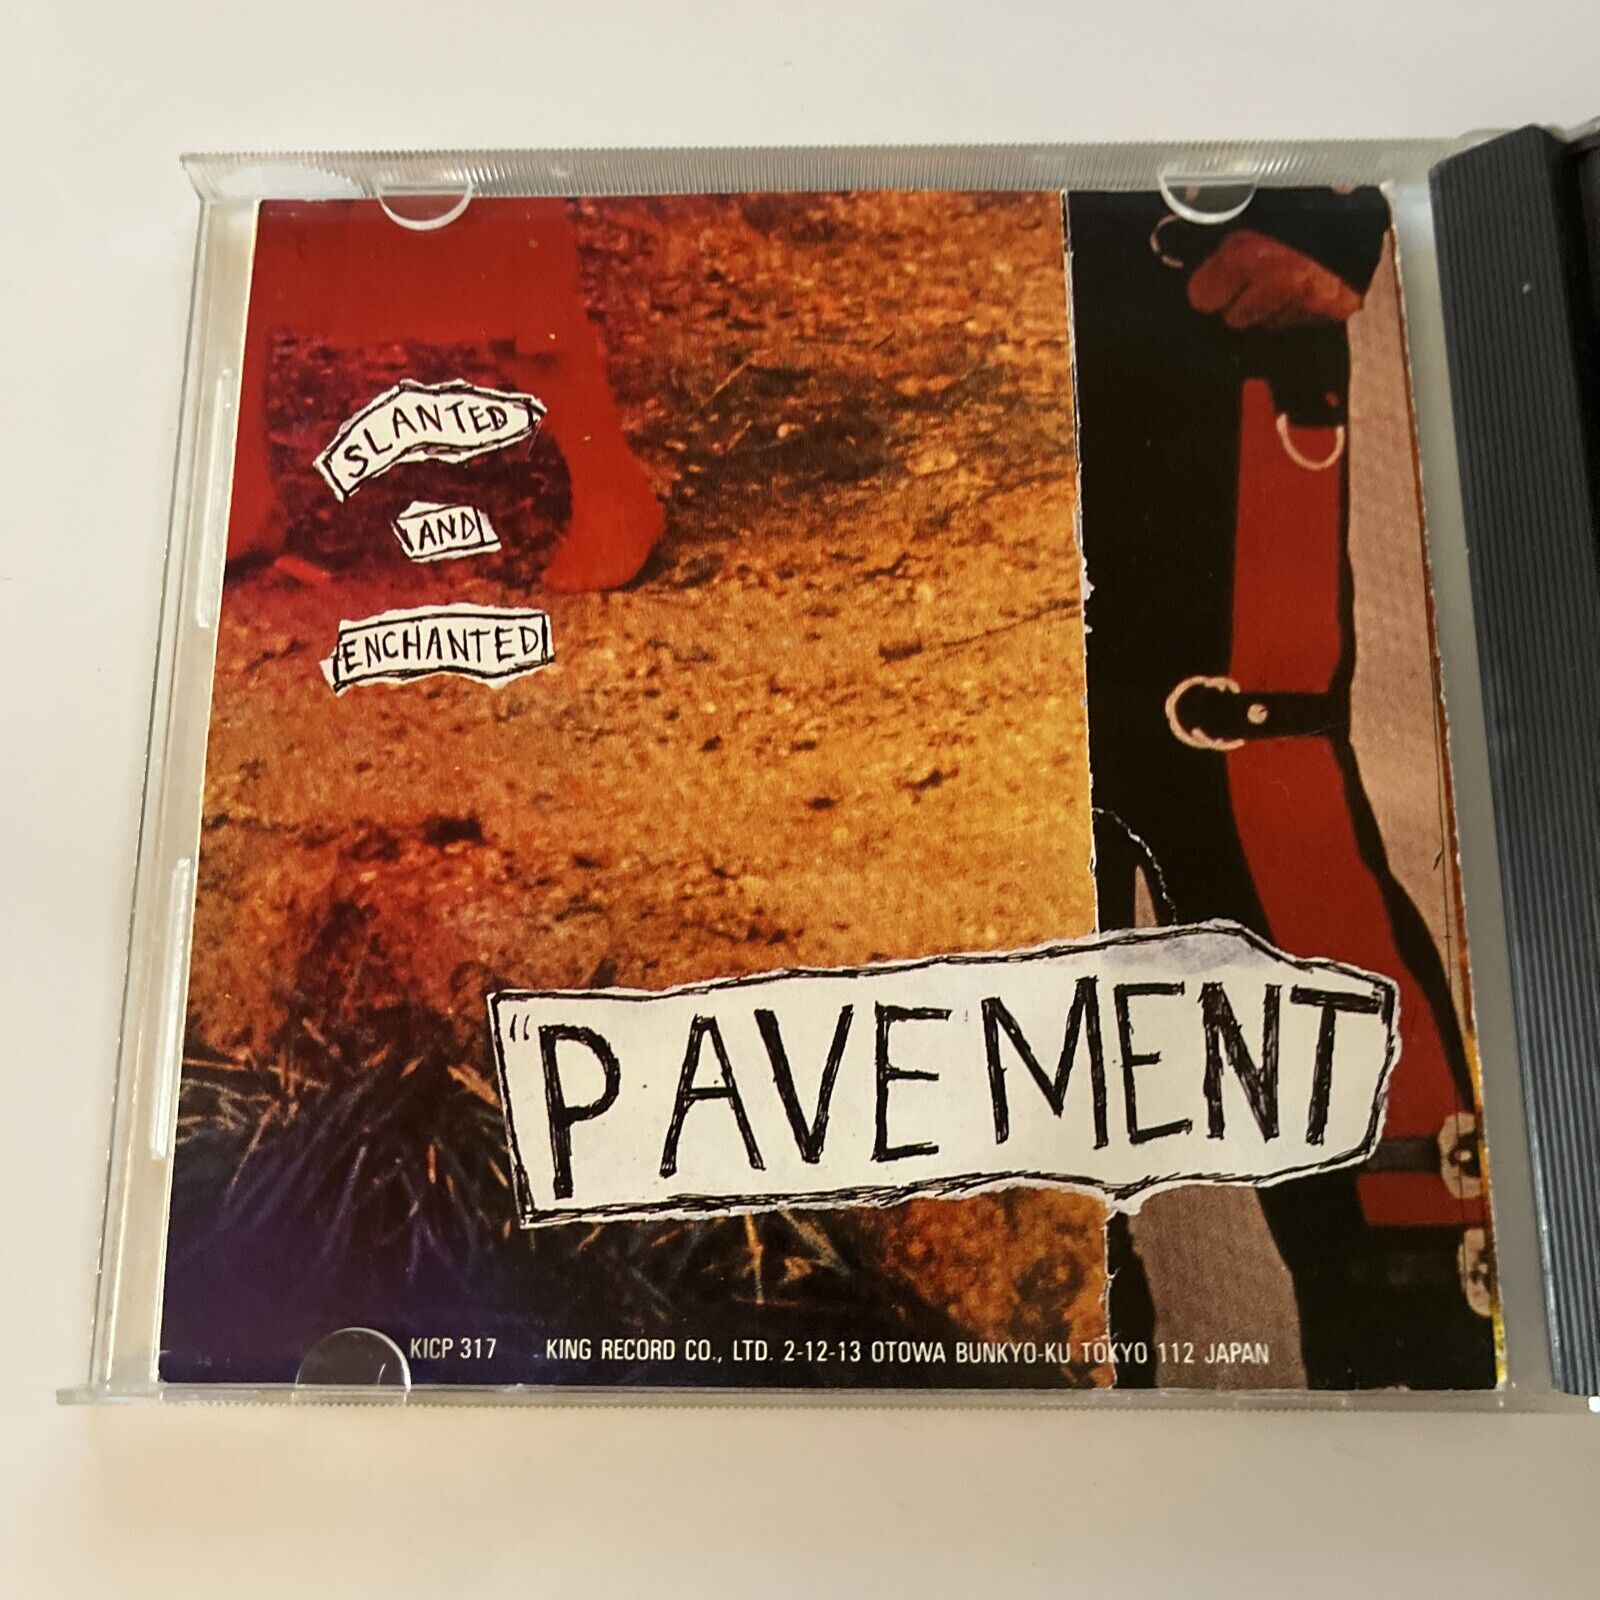 SLANTED
AND
ENCHANTED
"PAVEMENT
KICP 317 KING RECORD CO., LTD. 2-12-13 OTOWA BUNKYO-KU TOKYO 112 JAPAN